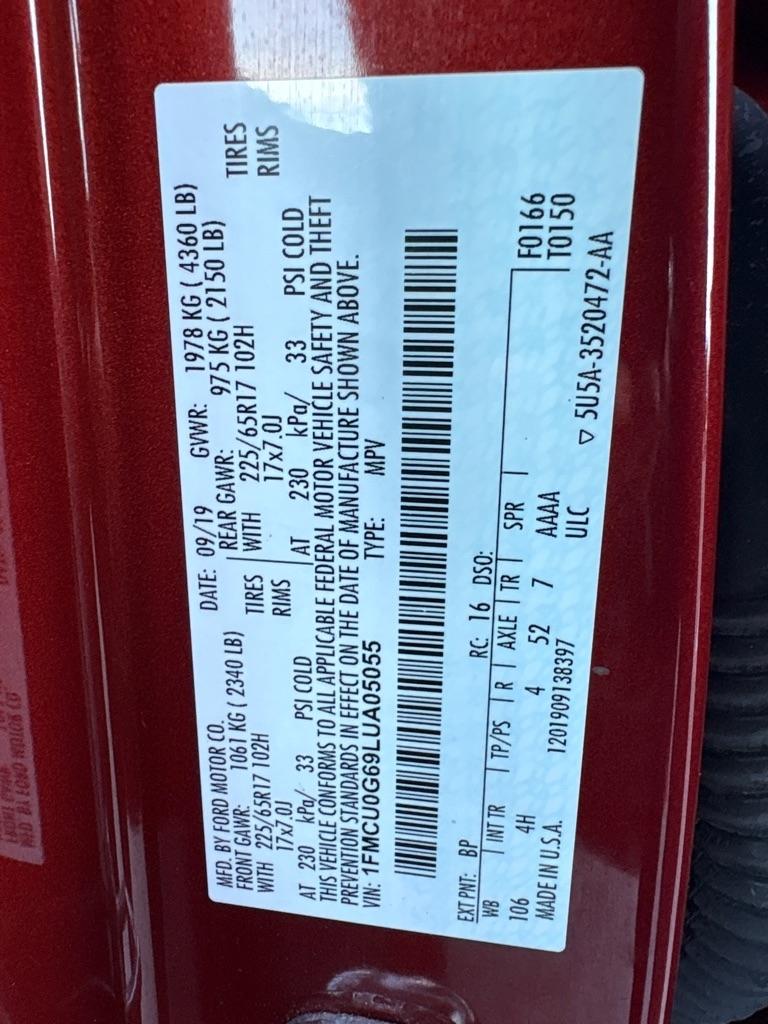 MFD. BY FORD MOTOR CO.
DATE: 09/19 GVWR: 1978 KG ( 4360 LB)
FRONT GAWR: 1061 KG ( 2340 LB) REAR GAWR: 975 KG ( 2150 LB)
WITH 225/65R17 102H TIRES WITH 225/65R17 102H TIRES
17x7.0J RIMS 17x7.0J RIMS
AT 230 kPa/ 33 PSI COLD AT 230 kPa/ 33 PSI COLD
THIS VEHICLE CONFORMS TO ALL APPLICABLE FEDERAL MOTOR VEHICLE SAFETY AND THEFT
PREVENTION STANDARDS IN EFFECT ON THE DATE OF MANUFACTURE SHOWN ABOVE.
VIN: 1FMCU0G69LUA05055 TYPE: MPV
EXT PNT: BP RC: 16 DSO:
WB INT TR TP/PS R AXLE TR SPR F0166
106 4H 4 52 7 AAAA T0150
MADE IN U.S.A. 1201909138397 ULC
▽ 5U5A-3520472-AA